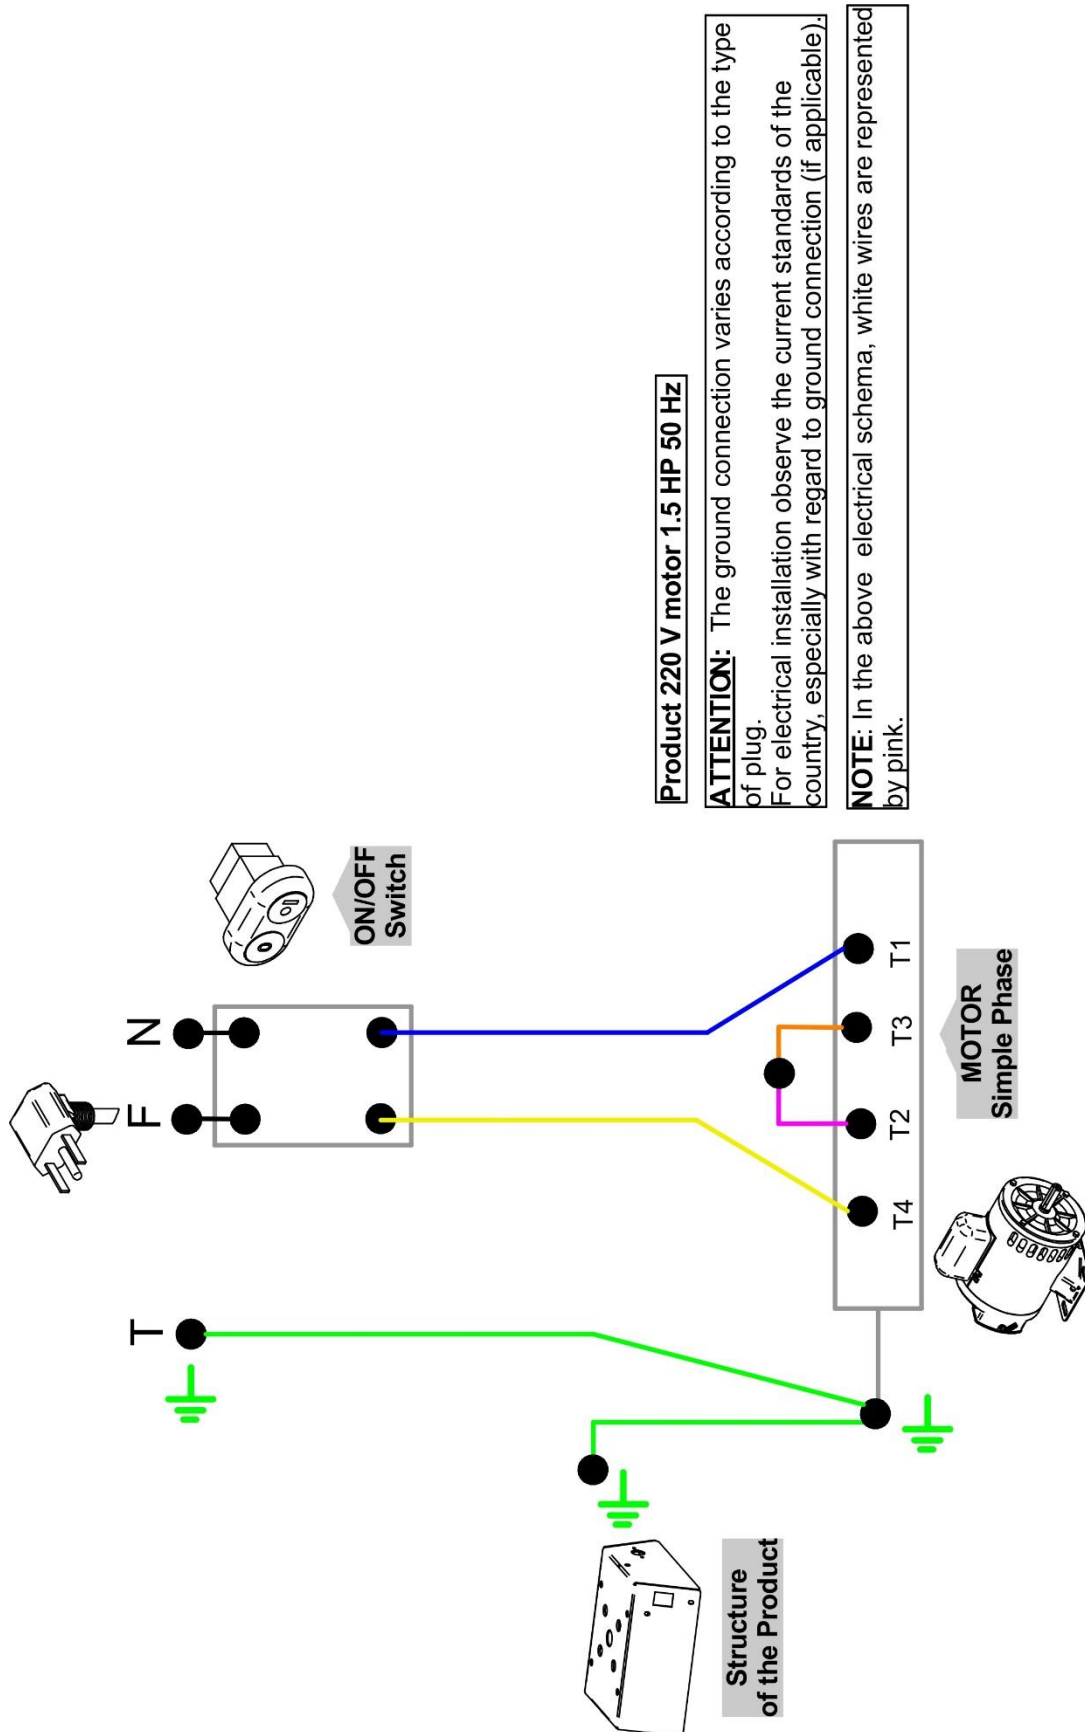 T
F
N
ON/OFF
Switch
Structure
of the Product
T4
T2
T3
T1
MOTOR
Simple Phase
Product 220 V motor 1.5 HP 50 Hz
ATTENTION: The ground connection varies according to the type
of plug.
For electrical installation observe the current standards of the
country, especially with regard to ground connection (if applicable).
NOTE: In the above electrical schema, white wires are represented
by pink.